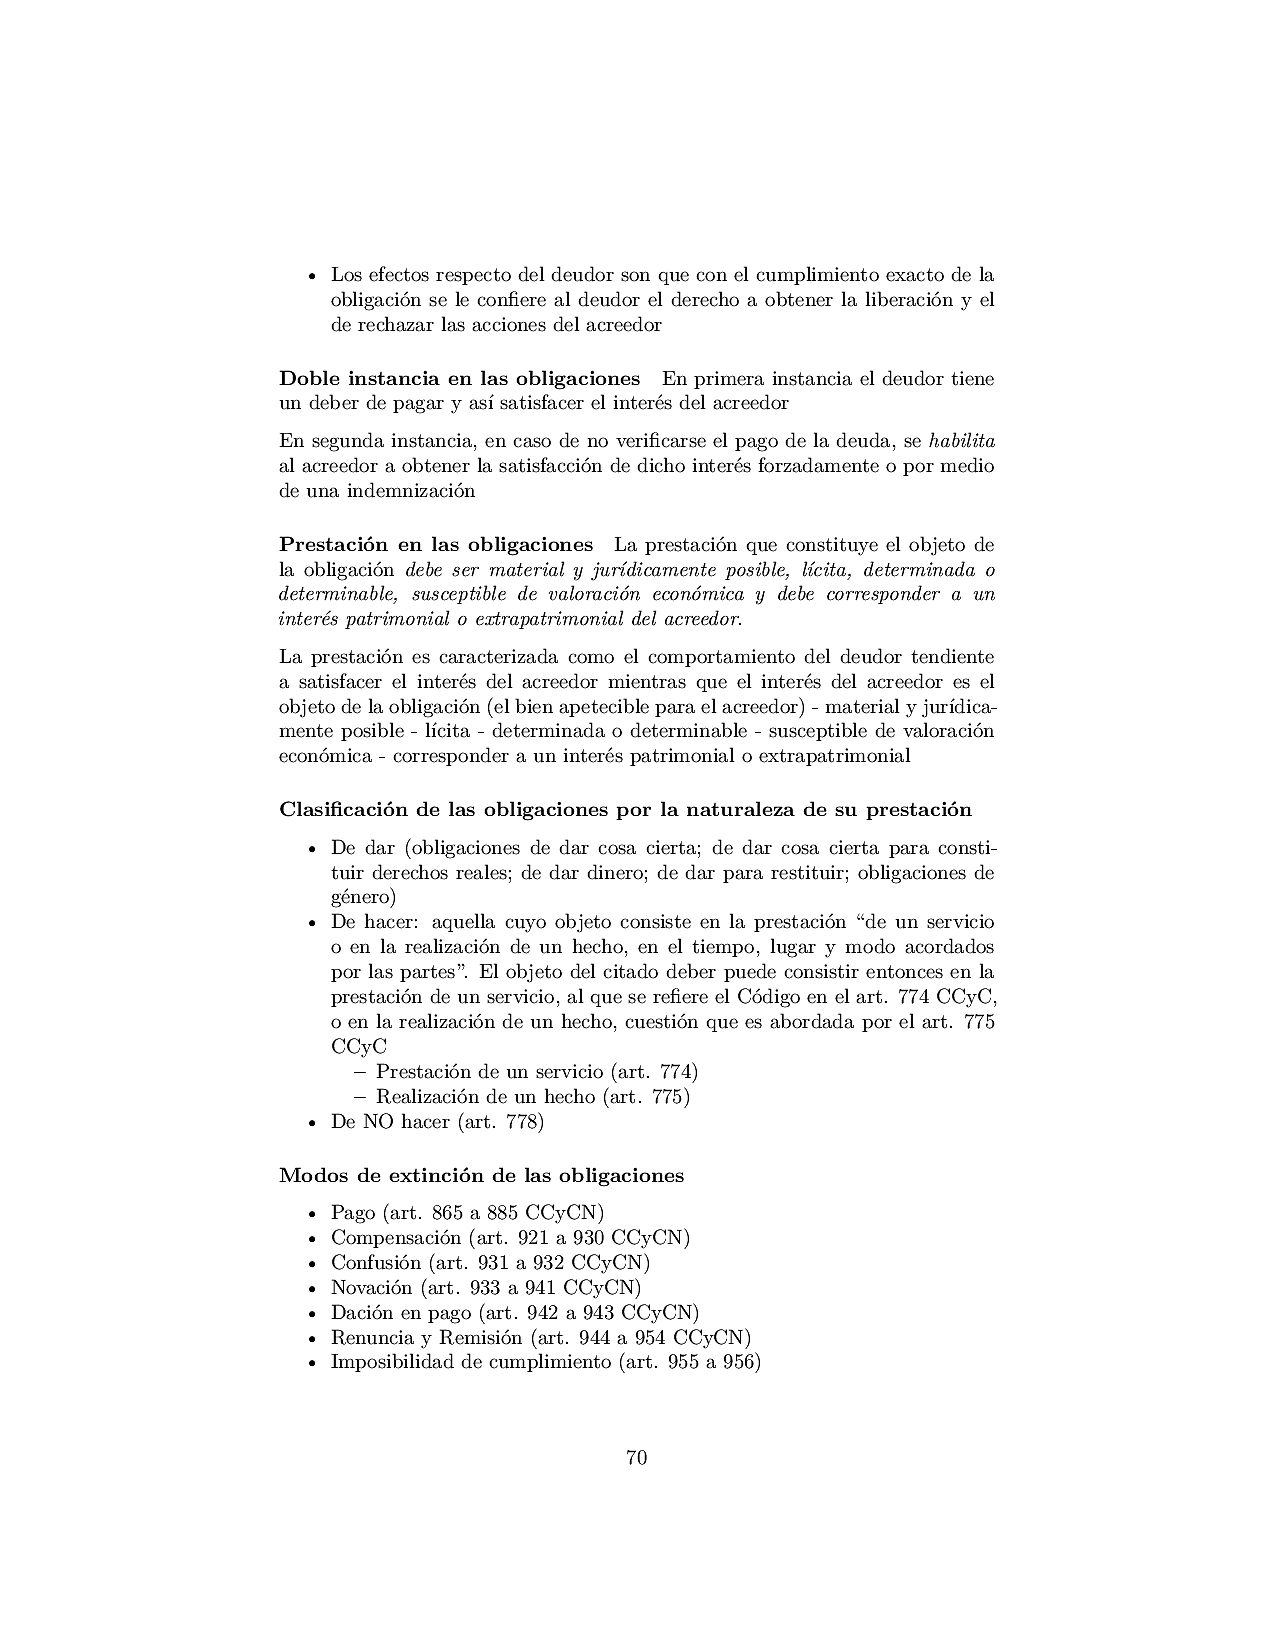 • Los efectos respecto del deudor son que con el cumplimiento exacto de la
obligación se le confiere al deudor el derecho a obtener la liberación y el
de rechazar las acciones del acreedor
Doble instancia en las obligaciones En primera instancia el deudor tiene
un deber de pagar y así satisfacer el interés del acreedor
En segunda instancia, en caso de no verificarse el pago de la deuda, se habilita
al acreedor a obtener la satisfacción de dicho interés forzadamente o por medio
de una indemnización
Prestación en las obligaciones La prestación que constituye el objeto de
la obligación debe ser material y jurídicamente posible, lícita, determinada o
determinable, susceptible de valoración económica y debe corresponder a un
interés patrimonial o extrapatrimonial del acreedor.
La prestación es caracterizada como el comportamiento del deudor tendiente
a satisfacer el interés del acreedor mientras que el interés del acreedor es el
objeto de la obligación (el bien apetecible para el acreedor) - material y jurídica-
mente posible - lícita - determinada o determinable - susceptible de valoración
económica - corresponder a un interés patrimonial o extrapatrimonial
Clasificación de las obligaciones por la naturaleza de su prestación
• De dar (obligaciones de dar cosa cierta; de dar cosa cierta para consti-
tuir derechos reales; de dar dinero; de dar para restituir; obligaciones de
género)
• De hacer: aquella cuyo objeto consiste en la prestación “de un servicio
o en la realización de un hecho, en el tiempo, lugar y modo acordados
por las partes”. El objeto del citado deber puede consistir entonces en la
prestación de un servicio, al que se refiere el Código en el art. 774 CCyC,
o en la realización de un hecho, cuestión que es abordada por el art. 775
CCyC
– Prestación de un servicio (art. 774)
– Realización de un hecho (art. 775)
• De NO hacer (art. 778)
Modos de extinción de las obligaciones
• Pago (art. 865 a 885 CCyCN)
• Compensación (art. 921 a 930 CCyCN)
• Confusión (art. 931 a 932 CCyCN)
• Novación (art. 933 a 941 CCyCN)
• Dación en pago (art. 942 a 943 CCyCN)
• Renuncia y Remisión (art. 944 a 954 CCyCN)
• Imposibilidad de cumplimiento (art. 955 a 956)
70